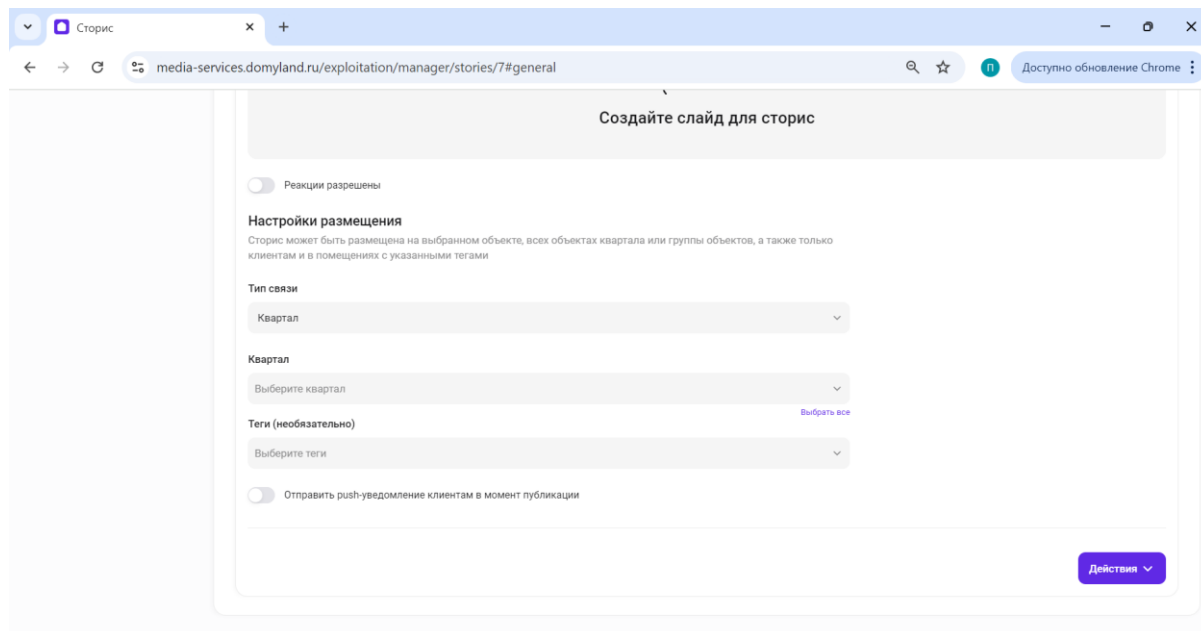 Сторис
media-services.domyland.ru/exploitation/manager/stories/7#general
П
Доступно обновление Chrome
Создайте слайд для сторис
Реакции разрешены
Настройки размещения
Сторис может быть размещена на выбранном объекте, всех объектах квартала или группы объектов, а также только
клиентам и в помещениях с указанными тегами
Тип связи
Квартал
Квартал
Выберите квартал
Выбрать все
Теги (необязательно)
Выберите теги
Отправить push-уведомление клиентам в момент публикации
Действия